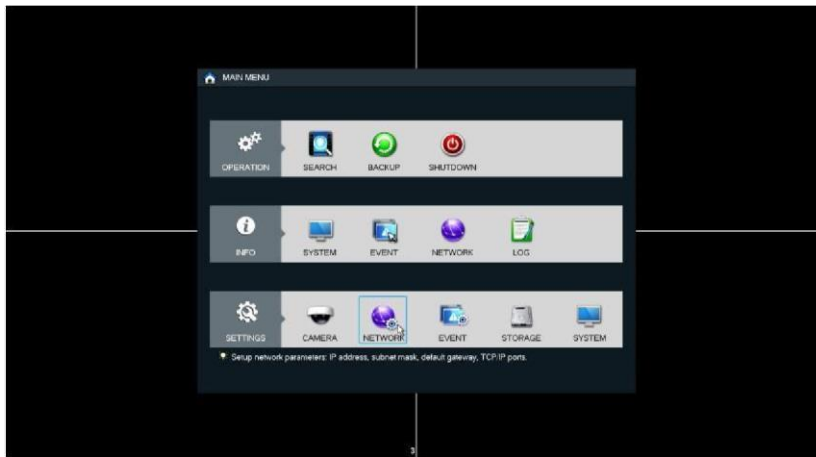 MAIN MENU
OPERATION SEARCH BACKUP SHUTDOWN
INFO SYSTEM EVENT NETWORK LOG
SETTINGS CAMERA NETWORK EVENT STORAGE SYSTEM
Setup network parameters: IP address, subnet mask, default gateway, TCP/IP ports.
3